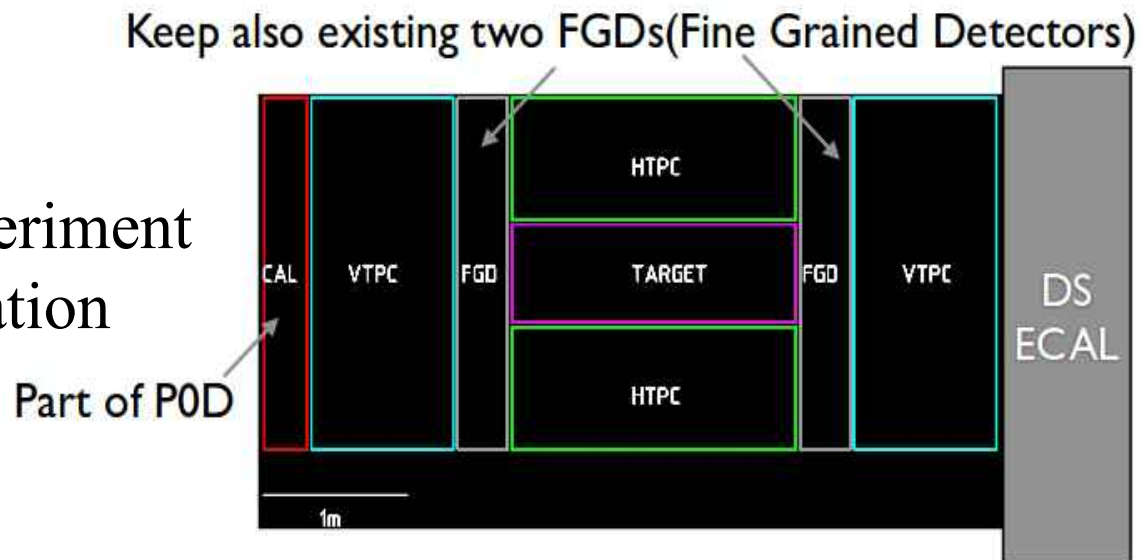 Keep also existing two FGDs(Fine Grained Detectors)
HTPC
eriment
CAL VTPC FGD TARGET FGD VTPC
DS
ECAL
ation
Part of P0D
HTPC
1m